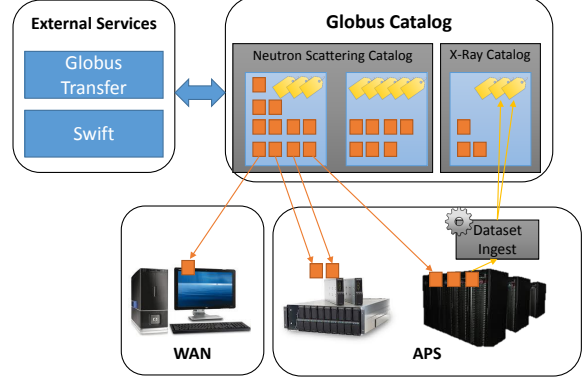 External Services
Globus
Transfer
Swift
Globus Catalog
Neutron Scattering Catalog
X-Ray Catalog
Dataset
Ingest
WAN
APS